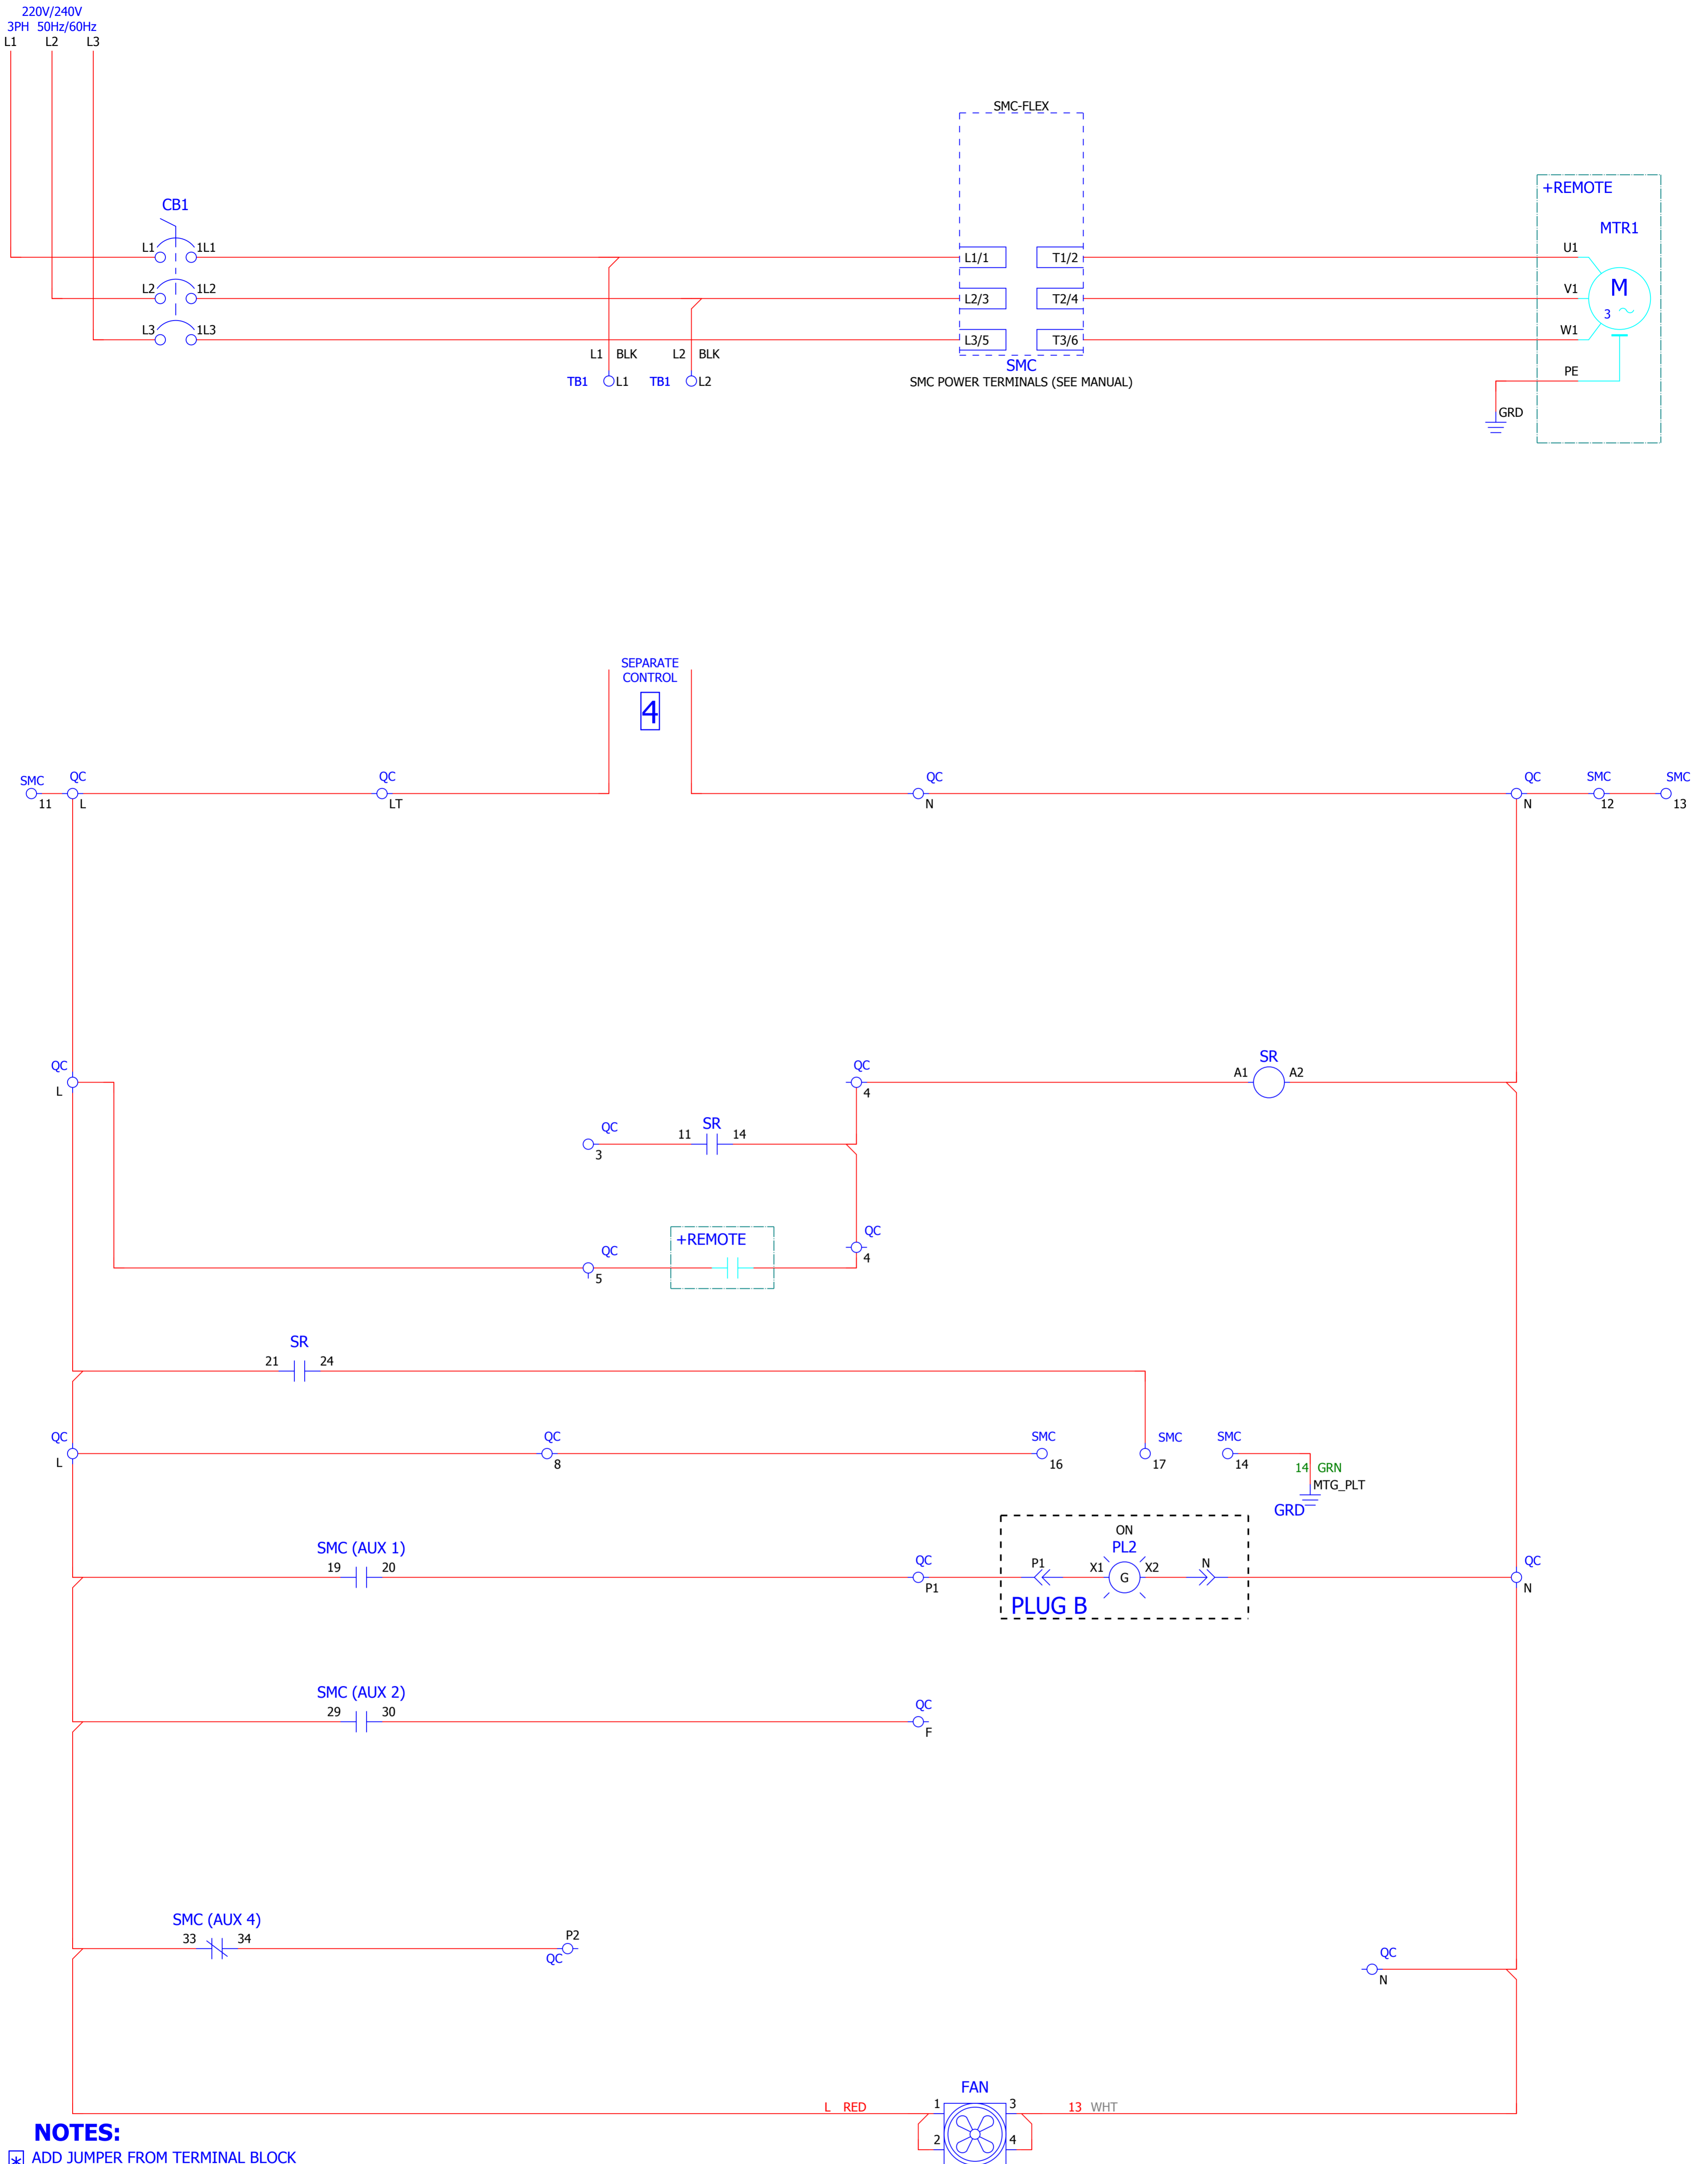 220V/240V
3PH 50Hz/60Hz
L1 L2 L3
SMC-FLEX
+REMOTE
CB1
MTR1
L1 1L1 L1/1 T1/2 U1
L2 1L2 L2/3 T2/4 V1 M
3
L3 1L3 L3/5 T3/6 W1
L1 BLK L2 BLK
SMC
TB1 L1 TB1 L2
SMC POWER TERMINALS (SEE MANUAL)
PE
GRD
SEPARATE
CONTROL
4
SMC QC QC QC QC SMC SMC
11 L LT N N 12 13
QC QC SR
L 4 A1 A2
QC SR
3 11 14
QC +REMOTE QC
5 4
SR
21 24
QC QC SMC SMC SMC
L 8 16 17 14
14 GRN
MTG_PLT
GRD
SMC (AUX 1)
19 20
ON
PL2
QC P1 X1 G X2 N QC
P1 N
PLUG B
SMC (AUX 2)
29 30
QC
F
SMC (AUX 4)
33 34
P2
QC
QC
N
FAN
L RED 1 3 13 WHT
2 4
NOTES:
* ADD JUMPER FROM TERMINAL BLOCK